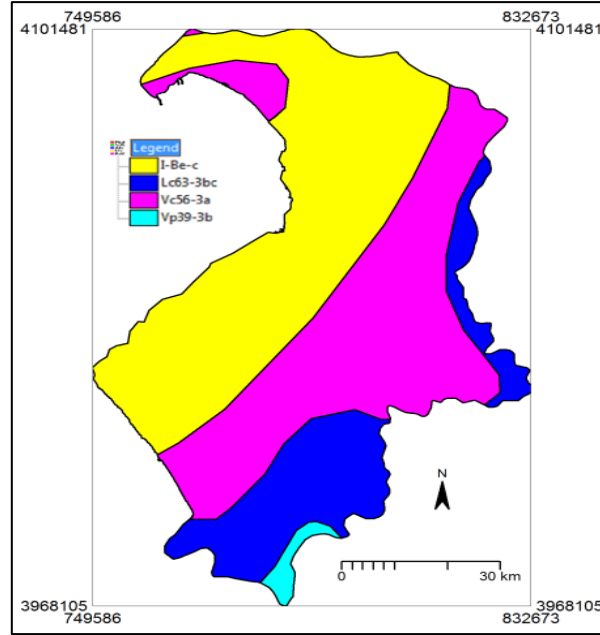 749586 832673
4101481 4101481
Legend
I-Be-c
Lc63-3bc
Vc56-3a
Vp39-3b
N
0 30 km
3968105 3968105
749586 832673